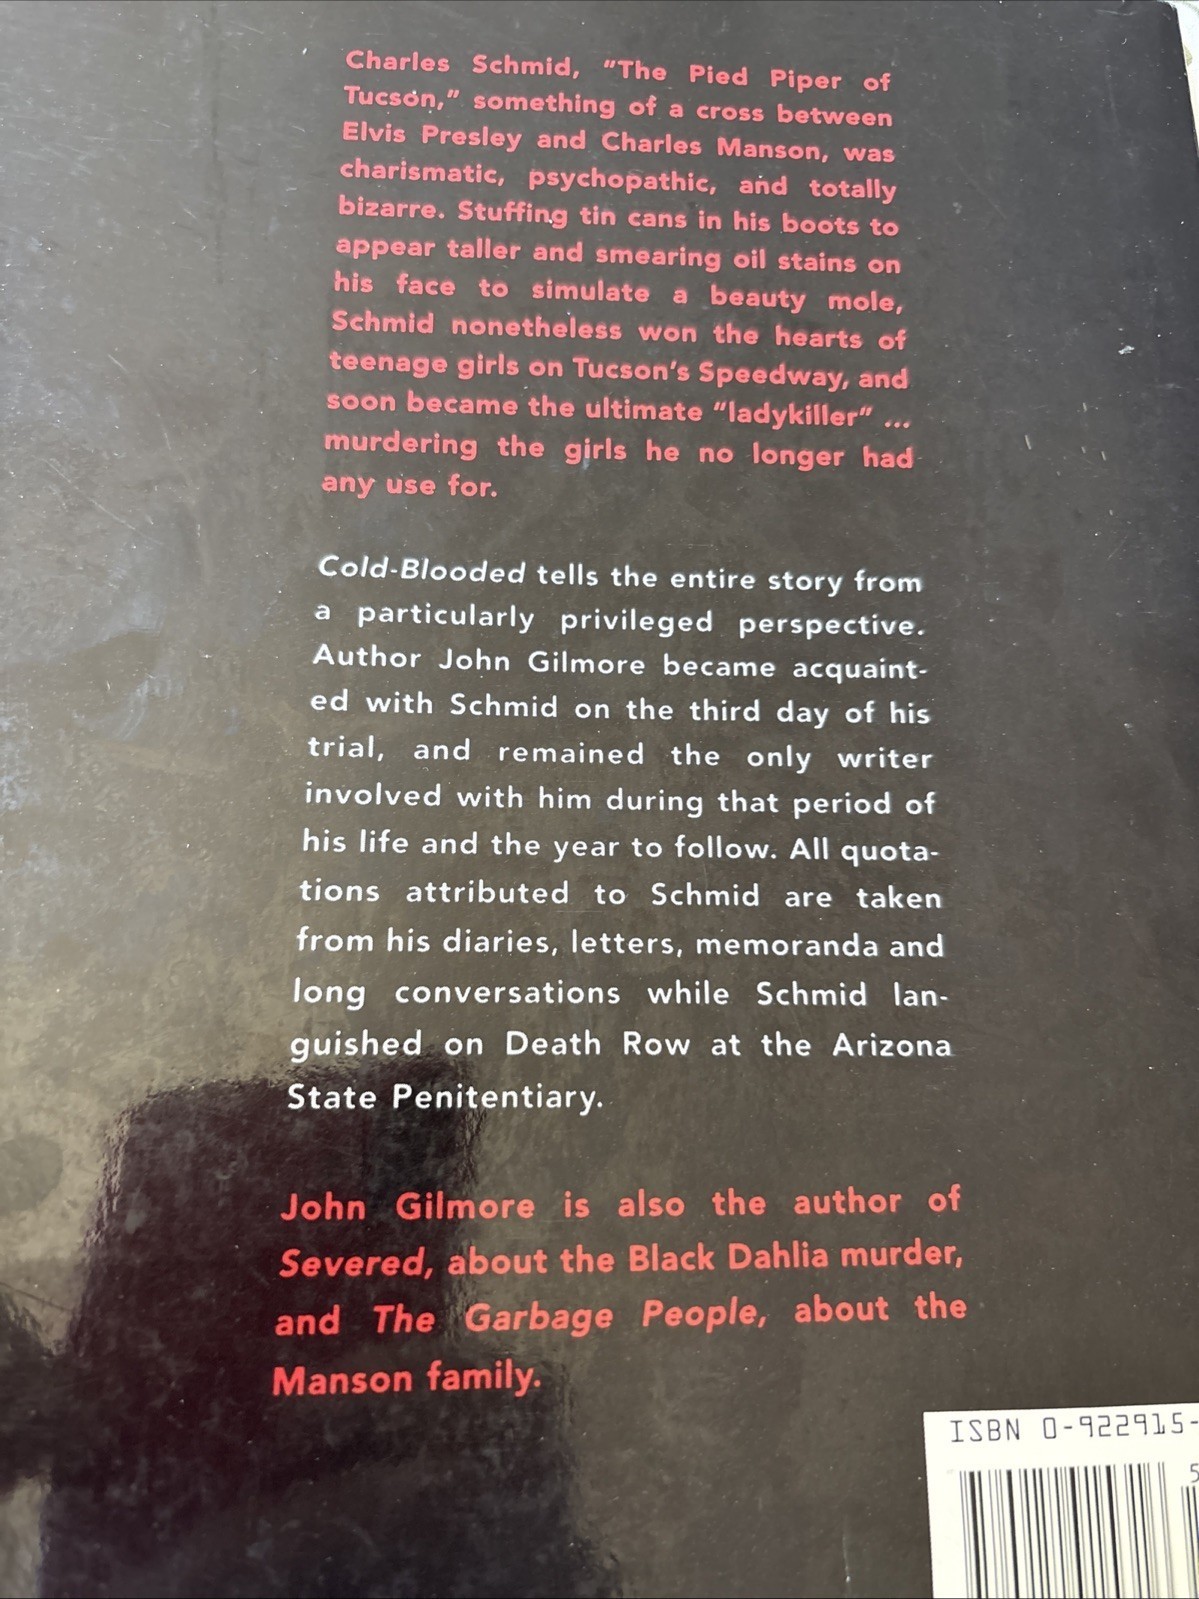 Charles Schmid, "The Pied Piper of
Tucson," something of a cross between
Elvis Presley and Charles Manson, was
charismatic, psychopathic, and totally
bizarre. Stuffing tin cans in his boots to
appear taller and smearing oil stains on
his face to simulate a beauty mole,
Schmid nonetheless won the hearts of
teenage girls on Tucson's Speedway, and
soon became the ultimate "ladykiller" ...
murdering the girls he no longer had
any use for.
Cold-Blooded tells the entire story from
a particularly privileged perspective.
Author John Gilmore became acquaint-
ed with Schmid on the third day of his
trial, and remained the only writer
involved with him during that period of
his life and the year to follow. All quota-
tions attributed to Schmid are taken
from his diaries, letters, memoranda and
long conversations while Schmid lan-
guished on Death Row at the Arizona
State Penitentiary.
John Gilmore is also the author of
Severed, about the Black Dahlia murder,
and The Garbage People, about the
Manson family.
ISBN 0-922915-
5